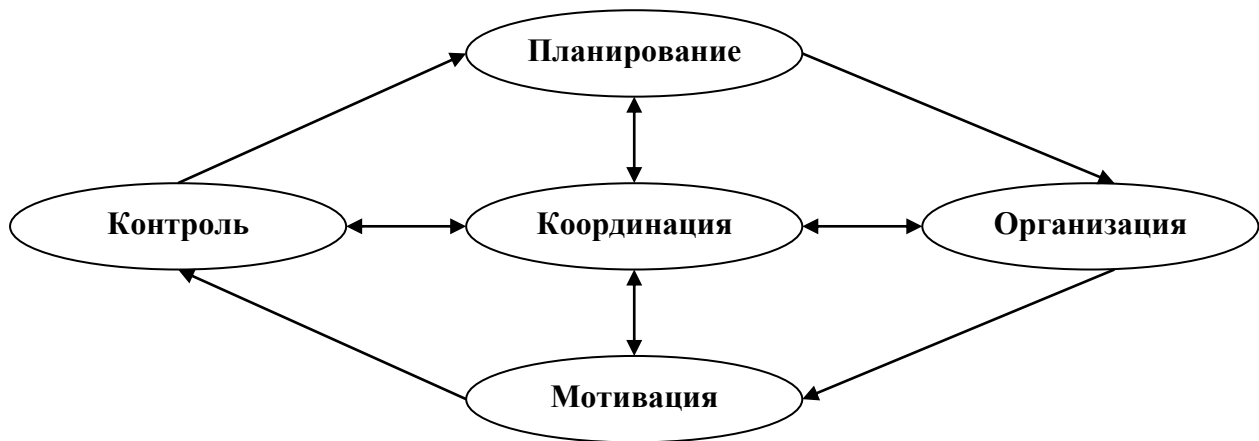 Планирование
Контроль
Координация
Организация
Мотивация